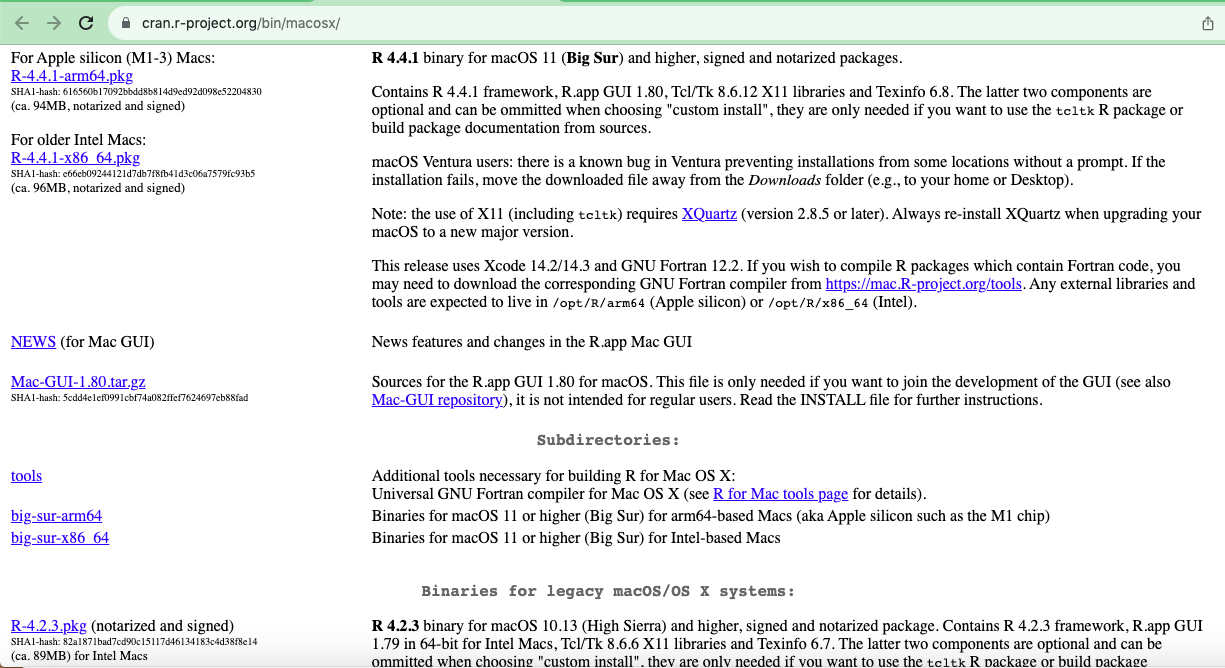 cran.r-project.org/bin/macosx/
For Apple silicon (M1-3) Macs:
R-4.4.1-arm64.pkg
SHA1-hash: 616560b17092bbdd8b814d9ed92d098e52204830
(ca. 94MB, notarized and signed)
For older Intel Macs:
R-4.4.1-x86_64.pkg
SHA1-hash: e66eb09244121d7db7f8fb41d3c06a7579fc93b5
(ca. 96MB, notarized and signed)
R 4.4.1 binary for macOS 11 (Big Sur) and higher, signed and notarized packages.
Contains R 4.4.1 framework, R.app GUI 1.80, Tcl/Tk 8.6.12 X11 libraries and Texinfo 6.8. The latter two components are
optional and can be ommitted when choosing "custom install", they are only needed if you want to use the tcltk R package or
build package documentation from sources.
macOS Ventura users: there is a known bug in Ventura preventing installations from some locations without a prompt. If the
installation fails, move the downloaded file away from the Downloads folder (e.g., to your home or Desktop).
Note: the use of X11 (including tcltk) requires XQuartz (version 2.8.5 or later). Always re-install XQuartz when upgrading your
macOS to a new major version.
This release uses Xcode 14.2/14.3 and GNU Fortran 12.2. If you wish to compile R packages which contain Fortran code, you
may need to download the corresponding GNU Fortran compiler from https://mac.R-project.org/tools. Any external libraries and
tools are expected to live in /opt/R/arm64 (Apple silicon) or /opt/R/x86_64 (Intel).
NEWS (for Mac GUI)
News features and changes in the R.app Mac GUI
Mac-GUI-1.80.tar.gz
SHA1-hash: 5cdd4e1ef0991cbf74a082ffef7624697eb88fad
Sources for the R.app GUI 1.80 for macOS. This file is only needed if you want to join the development of the GUI (see also
Mac-GUI repository), it is not intended for regular users. Read the INSTALL file for further instructions.
Subdirectories:
tools
Additional tools necessary for building R for Mac OS X:
Universal GNU Fortran compiler for Mac OS X (see R for Mac tools page for details).
big-sur-arm64
Binaries for macOS 11 or higher (Big Sur) for arm64-based Macs (aka Apple silicon such as the M1 chip)
big-sur-x86_64
Binaries for macOS 11 or higher (Big Sur) for Intel-based Macs
Binaries for legacy macOS/OS X systems:
R-4.2.3.pkg (notarized and signed)
SHA1-hash: 82a1871bad7cd90c15117d46134183c4d38f8e14
(ca. 89MB) for Intel Macs
R 4.2.3 binary for macOS 10.13 (High Sierra) and higher, signed and notarized package. Contains R 4.2.3 framework, R.app GUI
1.79 in 64-bit for Intel Macs, Tcl/Tk 8.6.6 X11 libraries and Texinfo 6.7. The latter two components are optional and can be
ommitted when choosing "custom install", they are only needed if you want to use the tcltk R package or build package